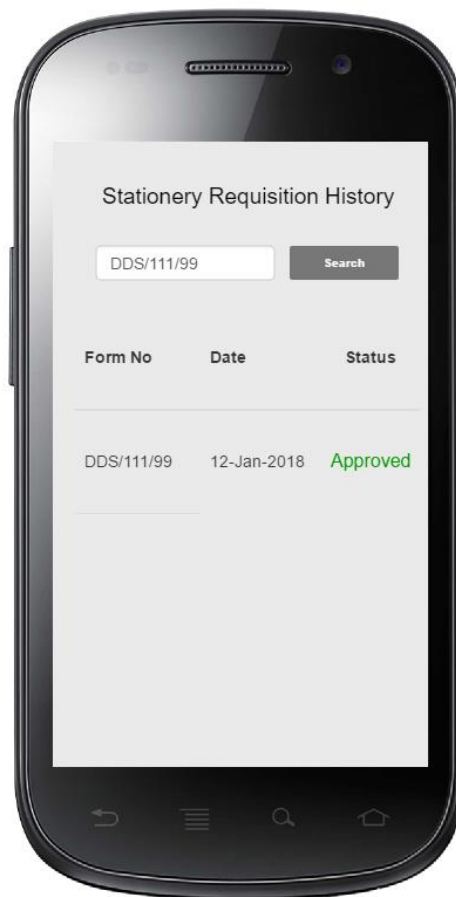 Stationery Requisition History
DDS/111/99 Search
Form No Date Status
DDS/111/99 12-Jan-2018 Approved